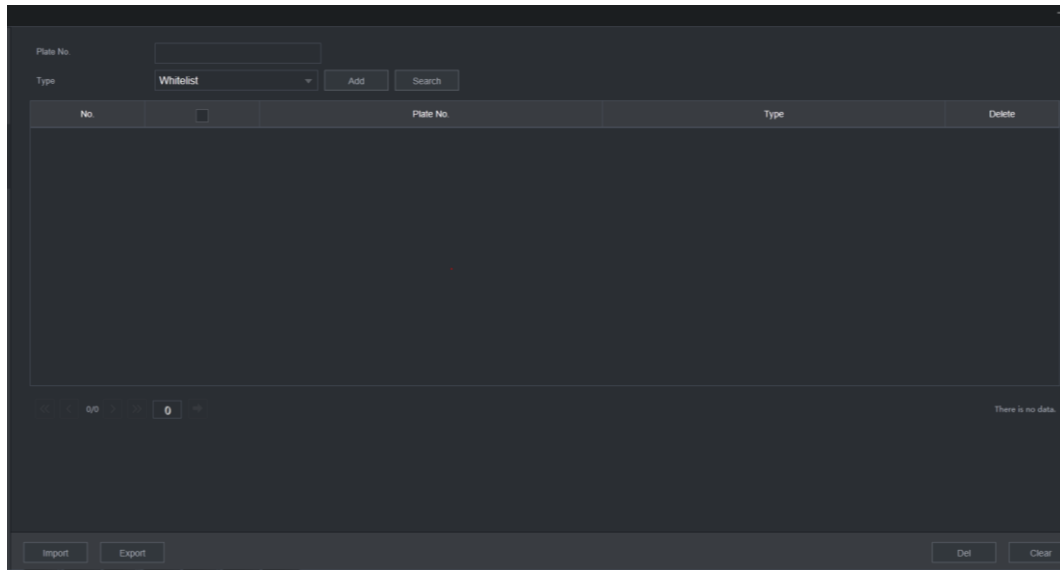 Plate No.
Type Whitelist Add Search
No. Plate No. Type Delete
0/0 0 There is no data.
Import Export Del Clear